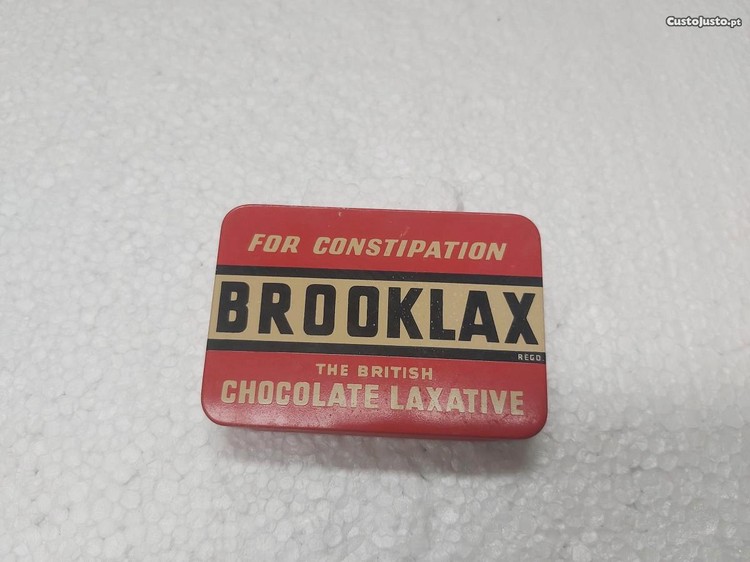 CustoJusto.pt
FOR CONSTIPATION
BROOKLAX
REGD
THE BRITISH
CHOCOLATE LAXATIVE